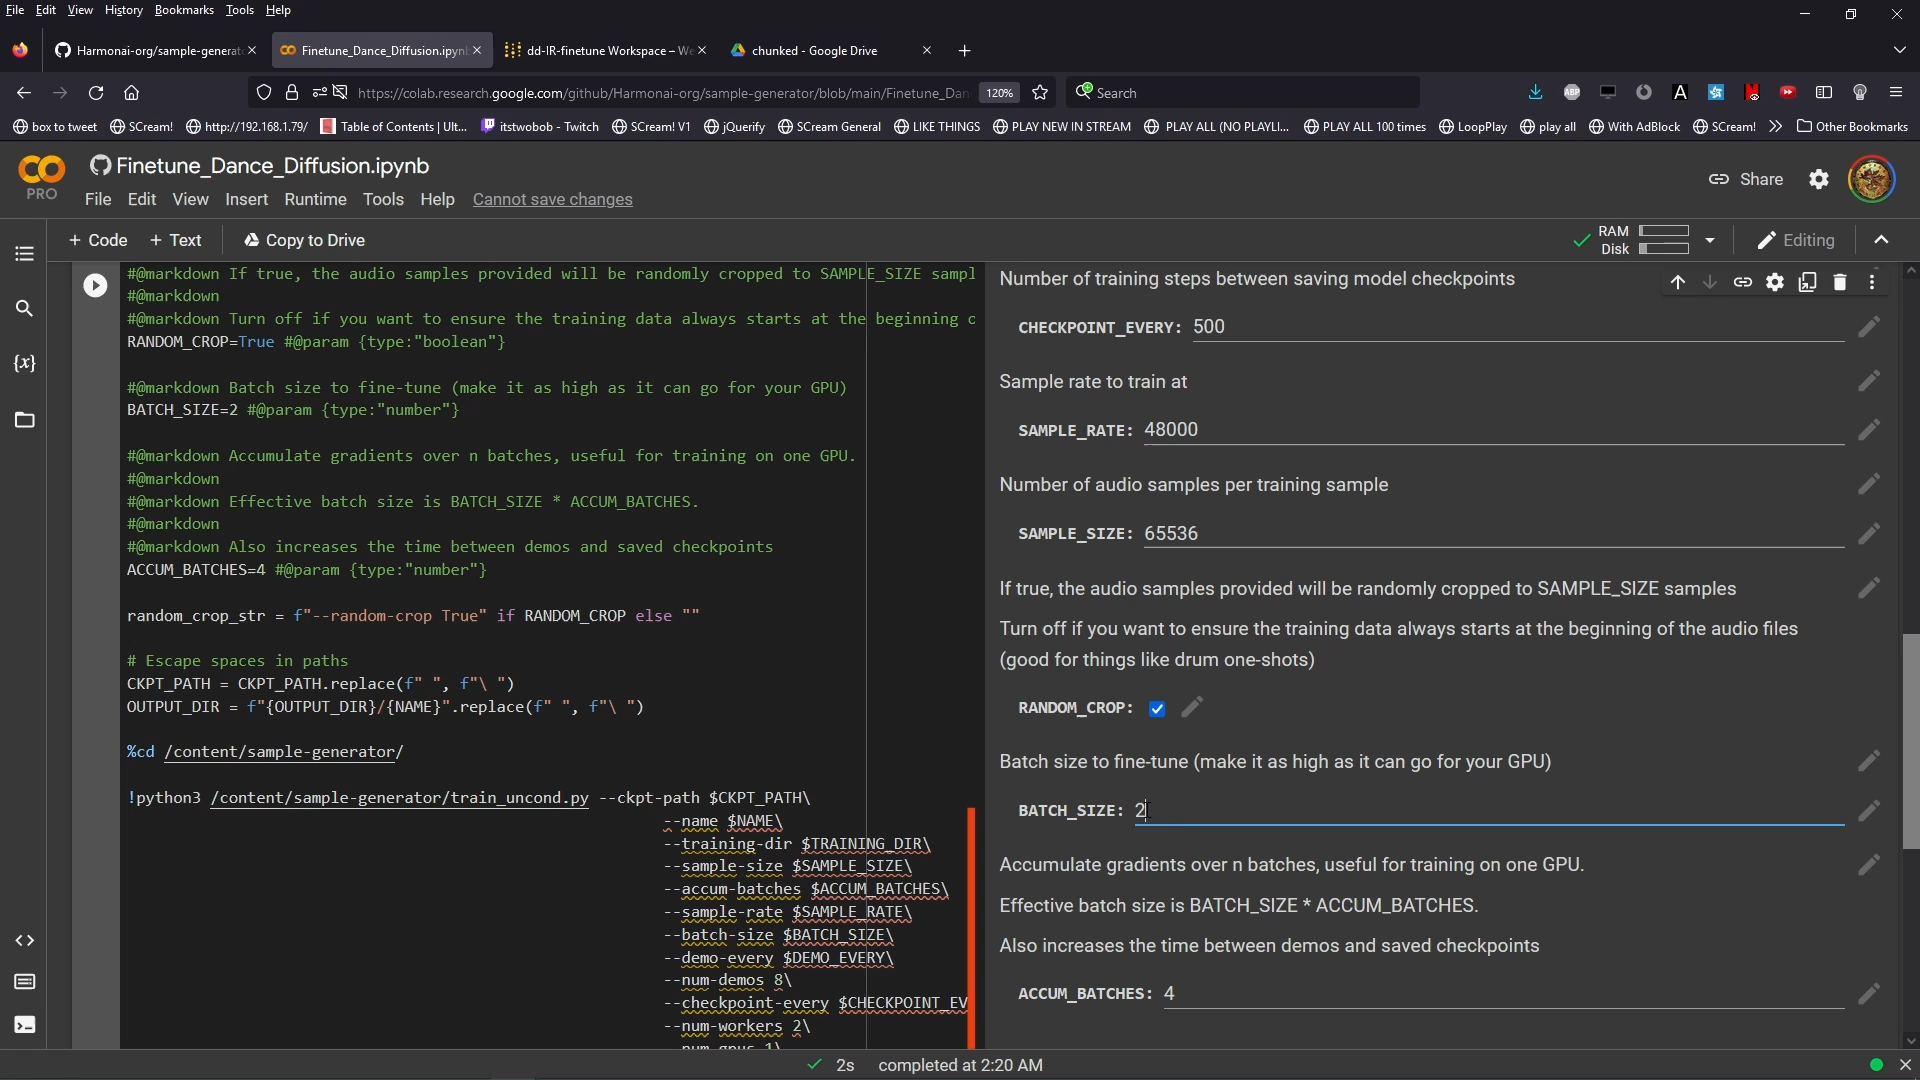 File Edit View History Bookmarks Tools Help
Harmonai-org/sample-generat
Finetune_Dance_Diffusion.ipyn
dd-IR-finetune Workspace – We
chunked - Google Drive
https://colab.research.google.com/github/Harmonai-org/sample-generator/blob/main/Finetune_Dan
120%
Search
box to tweet
SCream!
http://192.168.1.79/
Table of Contents | Ult...
itstwobob - Twitch
SCream! V1
jQuerify
SCream General
LIKE THINGS
PLAY NEW IN STREAM
PLAY ALL (NO PLAYLI...
PLAY ALL 100 times
LoopPlay
play all
With AdBlock
SCream!
Other Bookmarks
PRO
Finetune_Dance_Diffusion.ipynb
File Edit View Insert Runtime Tools Help Cannot save changes
Share
+ Code + Text Copy to Drive
RAM
Disk
Editing
#@markdown If true, the audio samples provided will be randomly cropped to SAMPLE_SIZE sampl
#@markdown
#@markdown Turn off if you want to ensure the training data always starts at the beginning o
RANDOM_CROP=True #@param {type:"boolean"}
#@markdown Batch size to fine-tune (make it as high as it can go for your GPU)
BATCH_SIZE=2 #@param {type:"number"}
#@markdown Accumulate gradients over n batches, useful for training on one GPU.
#@markdown
#@markdown Effective batch size is BATCH_SIZE * ACCUM_BATCHES.
#@markdown
#@markdown Also increases the time between demos and saved checkpoints
ACCUM_BATCHES=4 #@param {type:"number"}
random_crop_str = f"--random-crop True" if RANDOM_CROP else ""
# Escape spaces in paths
CKPT_PATH = CKPT_PATH.replace(f" ", f"\ ")
OUTPUT_DIR = f"{OUTPUT_DIR}/{NAME}".replace(f" ", f"\ ")
%cd /content/sample-generator/
!python3 /content/sample-generator/train_uncond.py --ckpt-path $CKPT_PATH\
--name $NAME\
--training-dir $TRAINING_DIR\
--sample-size $SAMPLE_SIZE\
--accum-batches $ACCUM_BATCHES\
--sample-rate $SAMPLE_RATE\
--batch-size $BATCH_SIZE\
--demo-every $DEMO_EVERY\
--num-demos 8\
--checkpoint-every $CHECKPOINT_EV
--num-workers 2\
--num-gpus 1\
Number of training steps between saving model checkpoints
CHECKPOINT_EVERY: 500
Sample rate to train at
SAMPLE_RATE: 48000
Number of audio samples per training sample
SAMPLE_SIZE: 65536
If true, the audio samples provided will be randomly cropped to SAMPLE_SIZE samples
Turn off if you want to ensure the training data always starts at the beginning of the audio files
(good for things like drum one-shots)
RANDOM_CROP:
Batch size to fine-tune (make it as high as it can go for your GPU)
BATCH_SIZE: 2
Accumulate gradients over n batches, useful for training on one GPU.
Effective batch size is BATCH_SIZE * ACCUM_BATCHES.
Also increases the time between demos and saved checkpoints
ACCUM_BATCHES: 4
2s completed at 2:20 AM